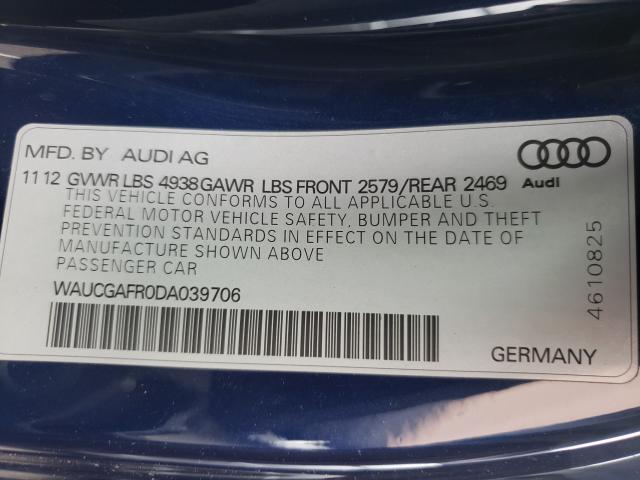 MFD. BY AUDI AG
11 12 GVWR LBS 4938 GAWR LBS FRONT 2579/REAR 2469
THIS VEHICLE CONFORMS TO ALL APPLICABLE U.S.
FEDERAL MOTOR VEHICLE SAFETY, BUMPER AND THEFT
PREVENTION STANDARDS IN EFFECT ON THE DATE OF
MANUFACTURE SHOWN ABOVE
PASSENGER CAR
WAUCGAFR0DA039706
Audi
4610825
GERMANY